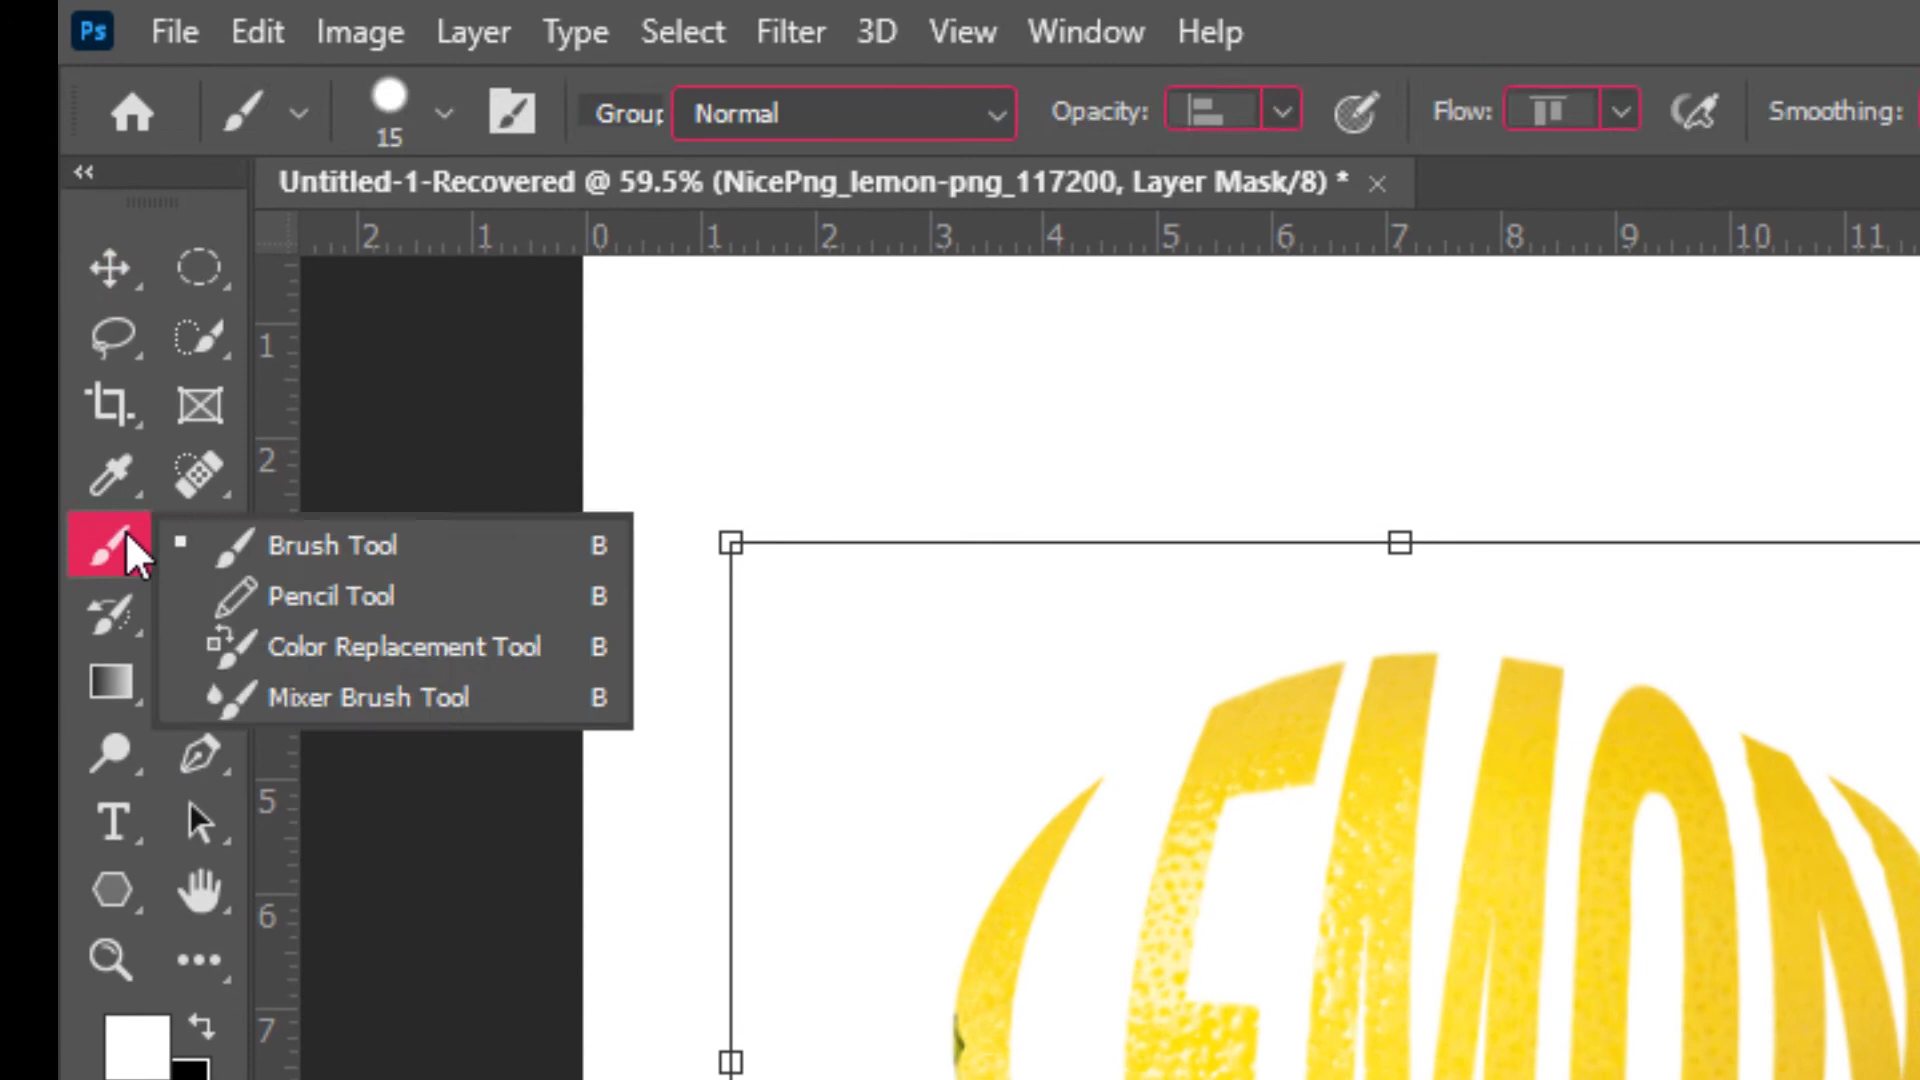 Ps File Edit Image Layer Type Select Filter 3D View Window Help
15 Group Normal Opacity: Flow: Smoothing:
Untitled-1-Recovered @ 59.5% (NicePng_lemon-png_117200, Layer Mask/8) * ×
2 1 0 1 2 3 4 5 6 7 8 9 10 11
1
2
Brush Tool B
Pencil Tool B
Color Replacement Tool B
Mixer Brush Tool B
5
6
7
LEMON